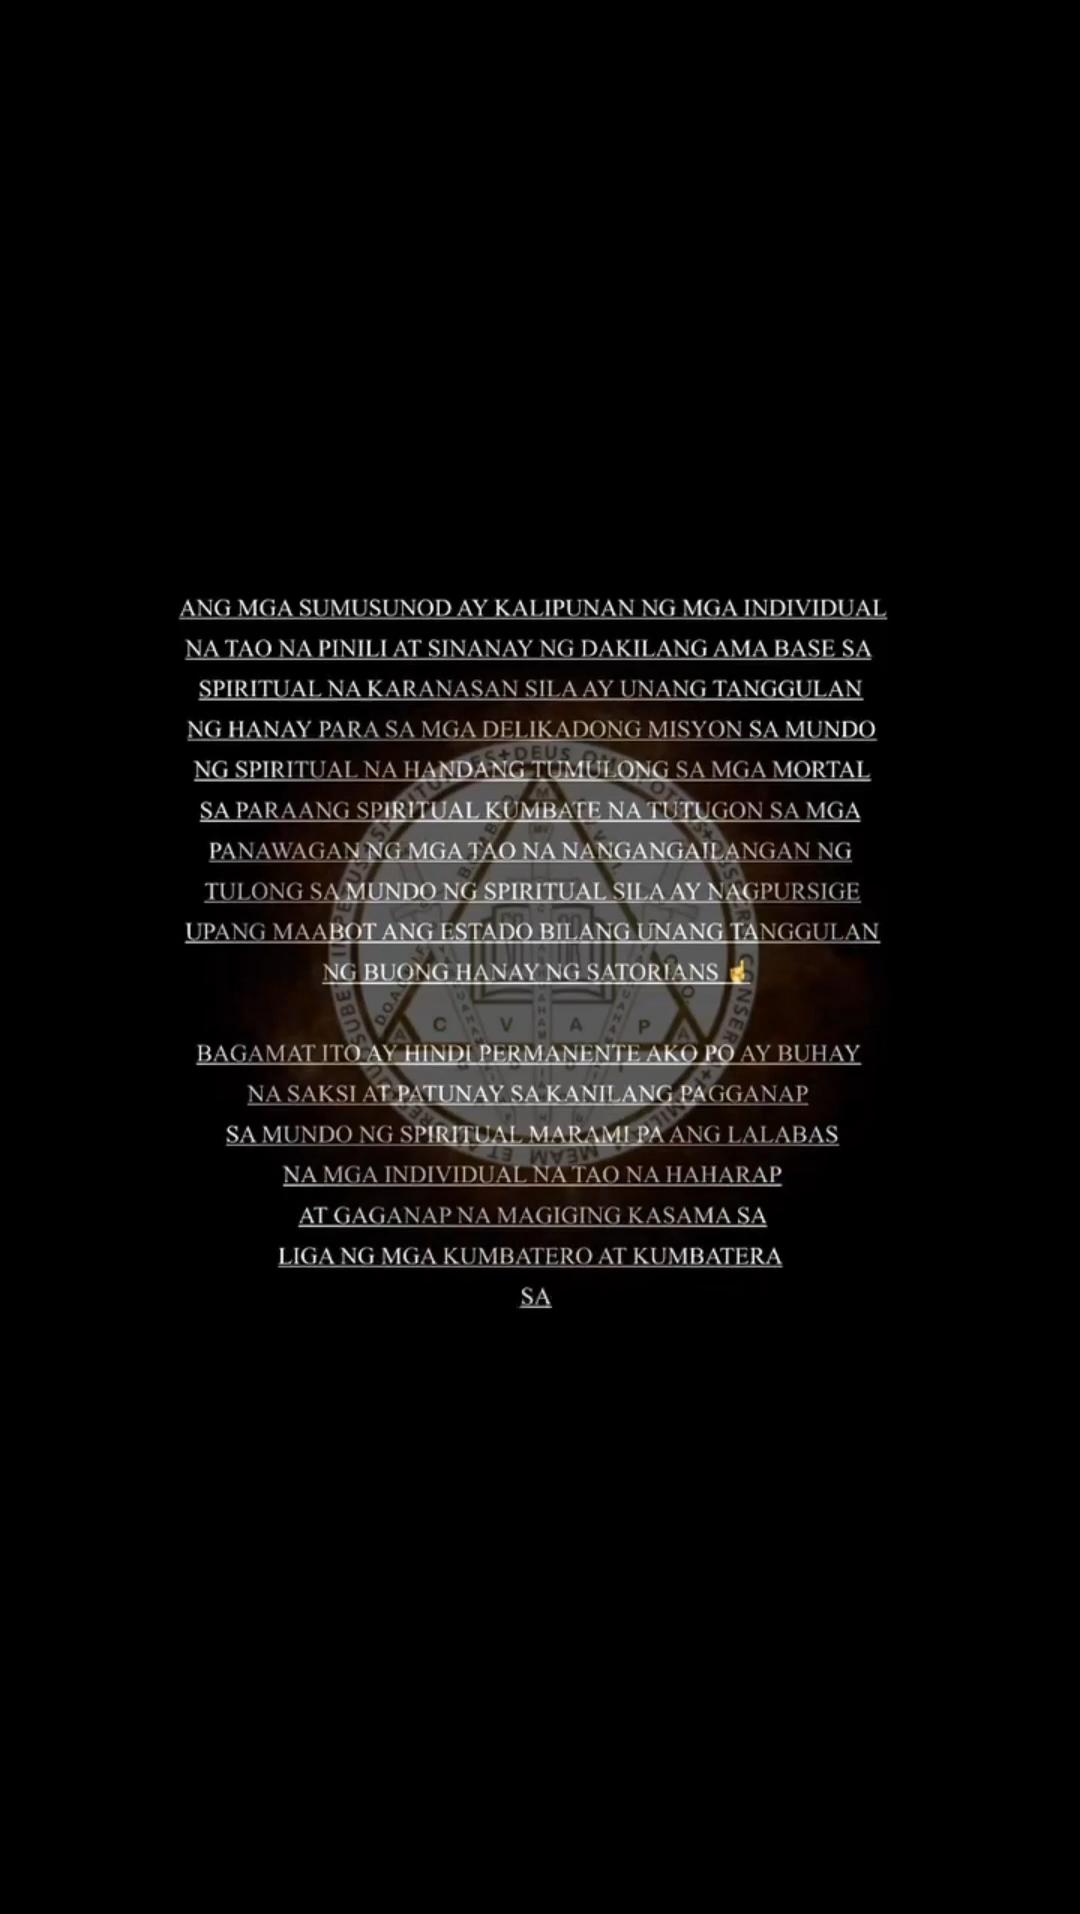 ANG MGA SUMUSUNOD AY KALIPUNAN NG MGA INDIVIDUAL
NA TAO NA PINILI AT SINANAY NG DAKILANG AMA BASE SA
SPIRITUAL NA KARANASAN SILA AY UNANG TANGGULAN
NG HANAY PARA SA MGA DELIKADONG MISYON SA MUNDO
NG SPIRITUAL NA HANDANG TUMULONG SA MGA MORTAL
SA PARAANG SPIRITUAL KUMBATE NA TUTUGON SA MGA
PANAWAGAN NG MGA TAO NA NANGANGAILANGAN NG
TULONG SA MUNDO NG SPIRITUAL SILA AY NAGPURSIGE
UPANG MAABOT ANG ESTADO BILANG UNANG TANGGULAN
NG BUONG HANAY NG SATORIANS ☝️
BAGAMAT ITO AY HINDI PERMANENTE AKO PO AY BUHAY
NA SAKSI AT PATUNAY SA KANILANG PAGGANAP
SA MUNDO NG SPIRITUAL MARAMI PA ANG LALABAS
NA MGA INDIVIDUAL NA TAO NA HAHARAP
AT GAGANAP NA MAGIGING KASAMA SA
LIGA NG MGA KUMBATERO AT KUMBATERA
SA
DEUS
C V A P
MEAM ET